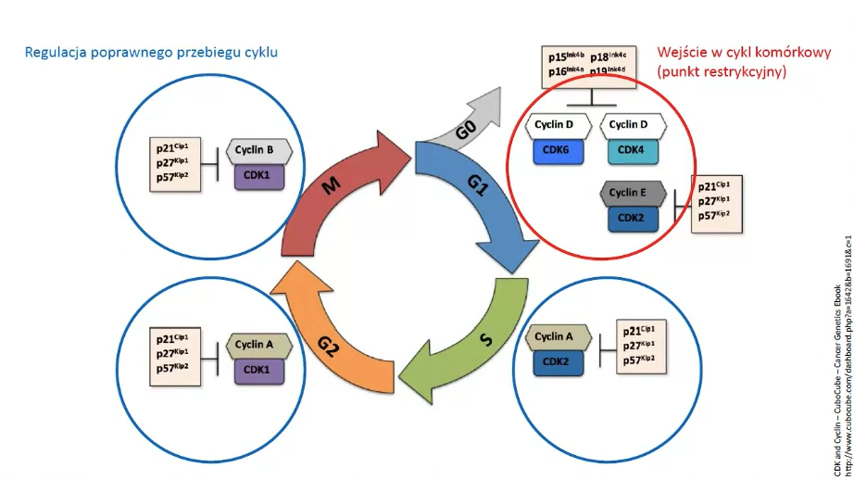 Regulacja poprawnego przebiegu cyklu
Wejście w cykl komórkowy
(punkt restrykcyjny)
p15Ink4b p18Ink4c
p16Ink4a p19Ink4d
Cyclin D
CDK6
Cyclin D
CDK4
Cyclin E
CDK2
p21Cip1
p27Kip1
p57Kip2
p21Cip1
p27Kip1
p57Kip2
Cyclin B
CDK1
G0
G1
M
S
G2
p21Cip1
p27Kip1
p57Kip2
Cyclin A
CDK1
Cyclin A
CDK2
p21Cip1
p27Kip1
p57Kip2
CDK and Cyclin – CuboCube – Cancer Genetics Ebook
http://www.cubocube.com/dashboard.php?a=1642&b=1691&c=1